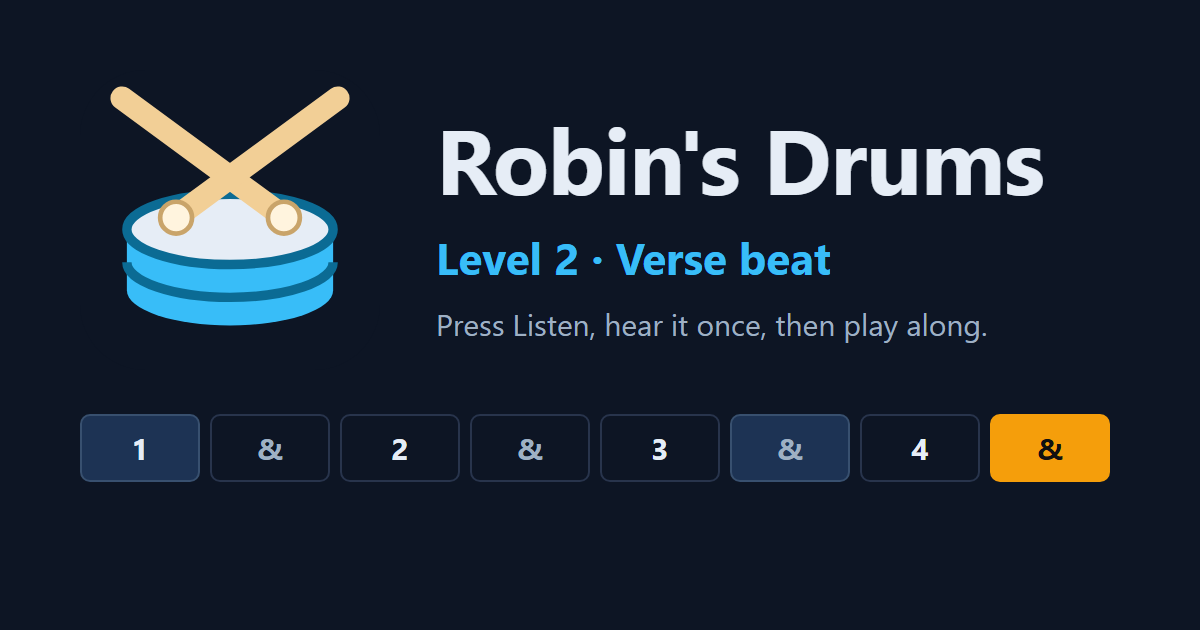 Robin's Drums
Level 2 · Verse beat
Press Listen, hear it once, then play along.
1 & 2 & 3 & 4 &